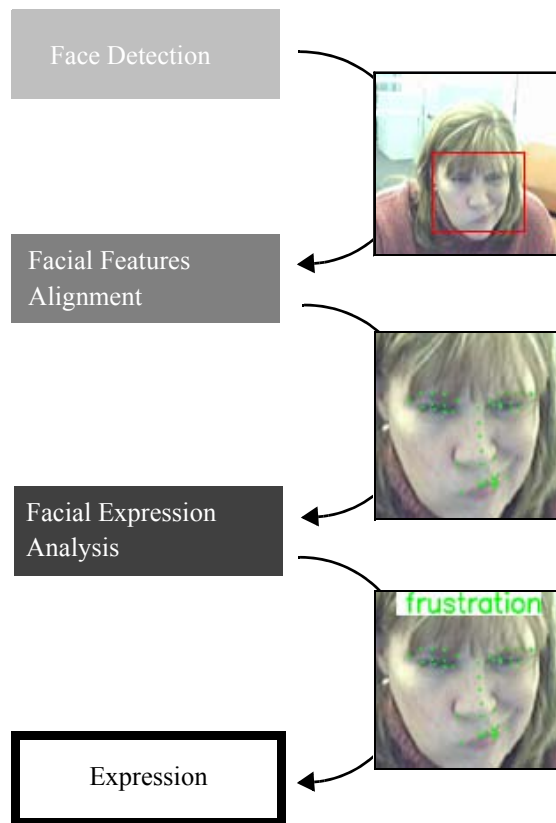 Face Detection
Facial Features
Alignment
Facial Expression
Analysis
frustration
Expression